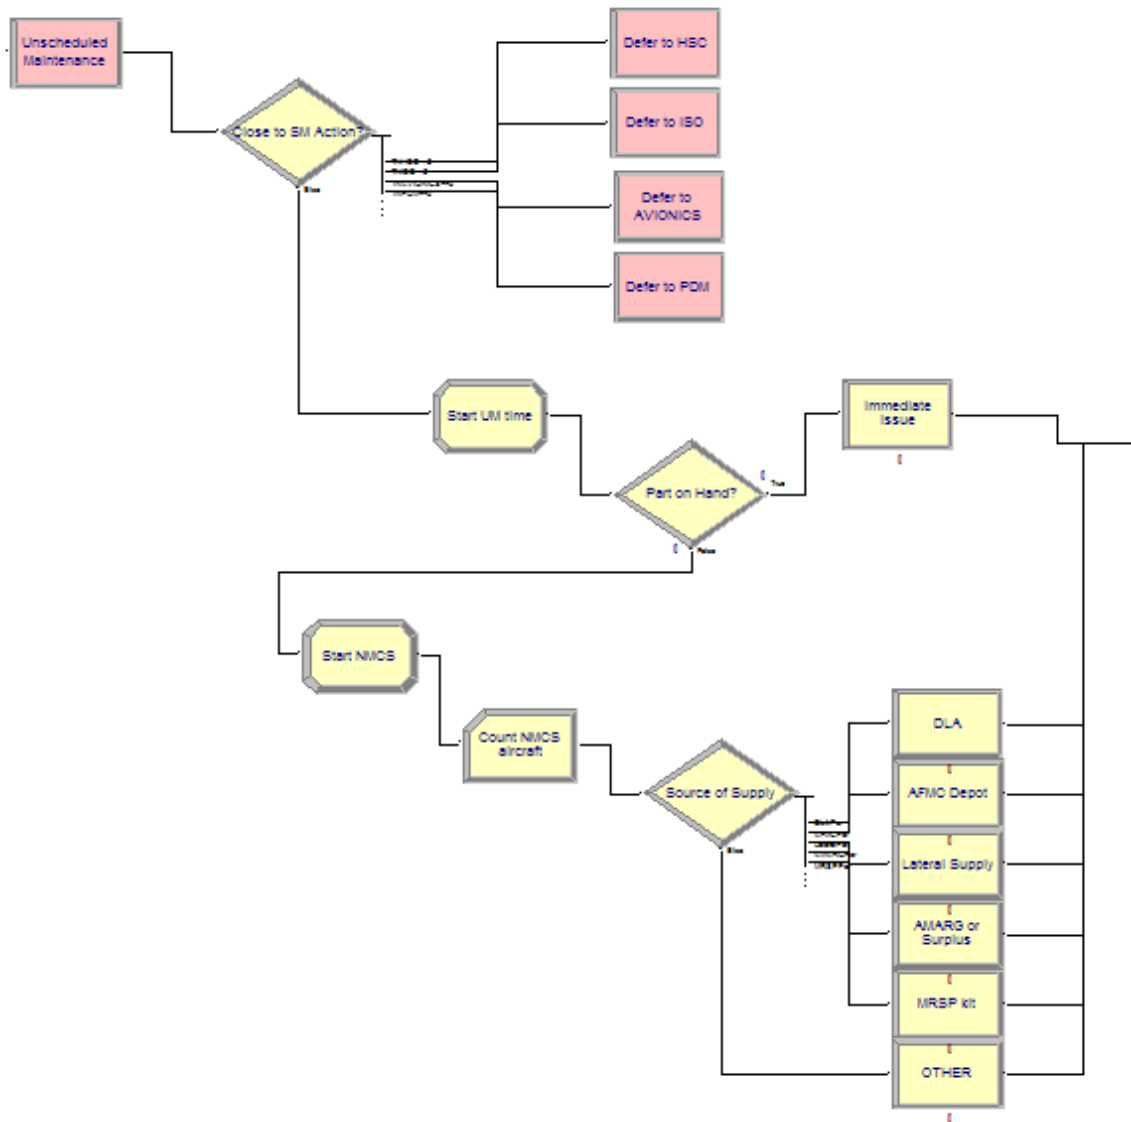 Unscheduled
Maintenance
Defer to HSC
Close to SM Action?
Defer to ISO
Else
Defer to
AVIONICS
Defer to PDM
Start UM time
Immediate
Issue
Part on Hand?
True
False
Start NMCS
Count NMCS
aircraft
Source of Supply
Else
DLA
AFMC Depot
Lateral Supply
AMARG or
Surplus
MRSP kit
OTHER